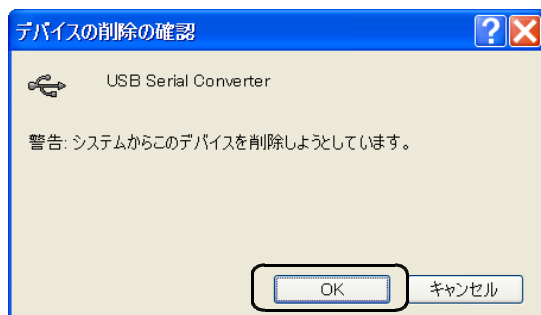 デバイスの削除の確認
USB Serial Converter
警告: システムからこのデバイスを削除しようとしています。
OK
キャンセル